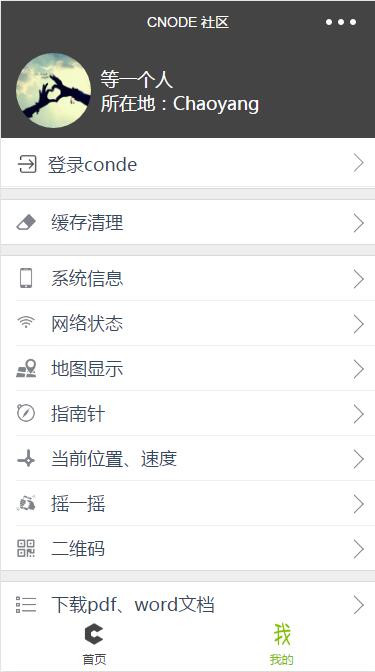 CNODE 社区
等一个人
所在地：Chaoyang
登录conde
缓存清理
系统信息
网络状态
地图显示
指南针
当前位置、速度
摇一摇
二维码
下载pdf、word文档
首页
我
我的